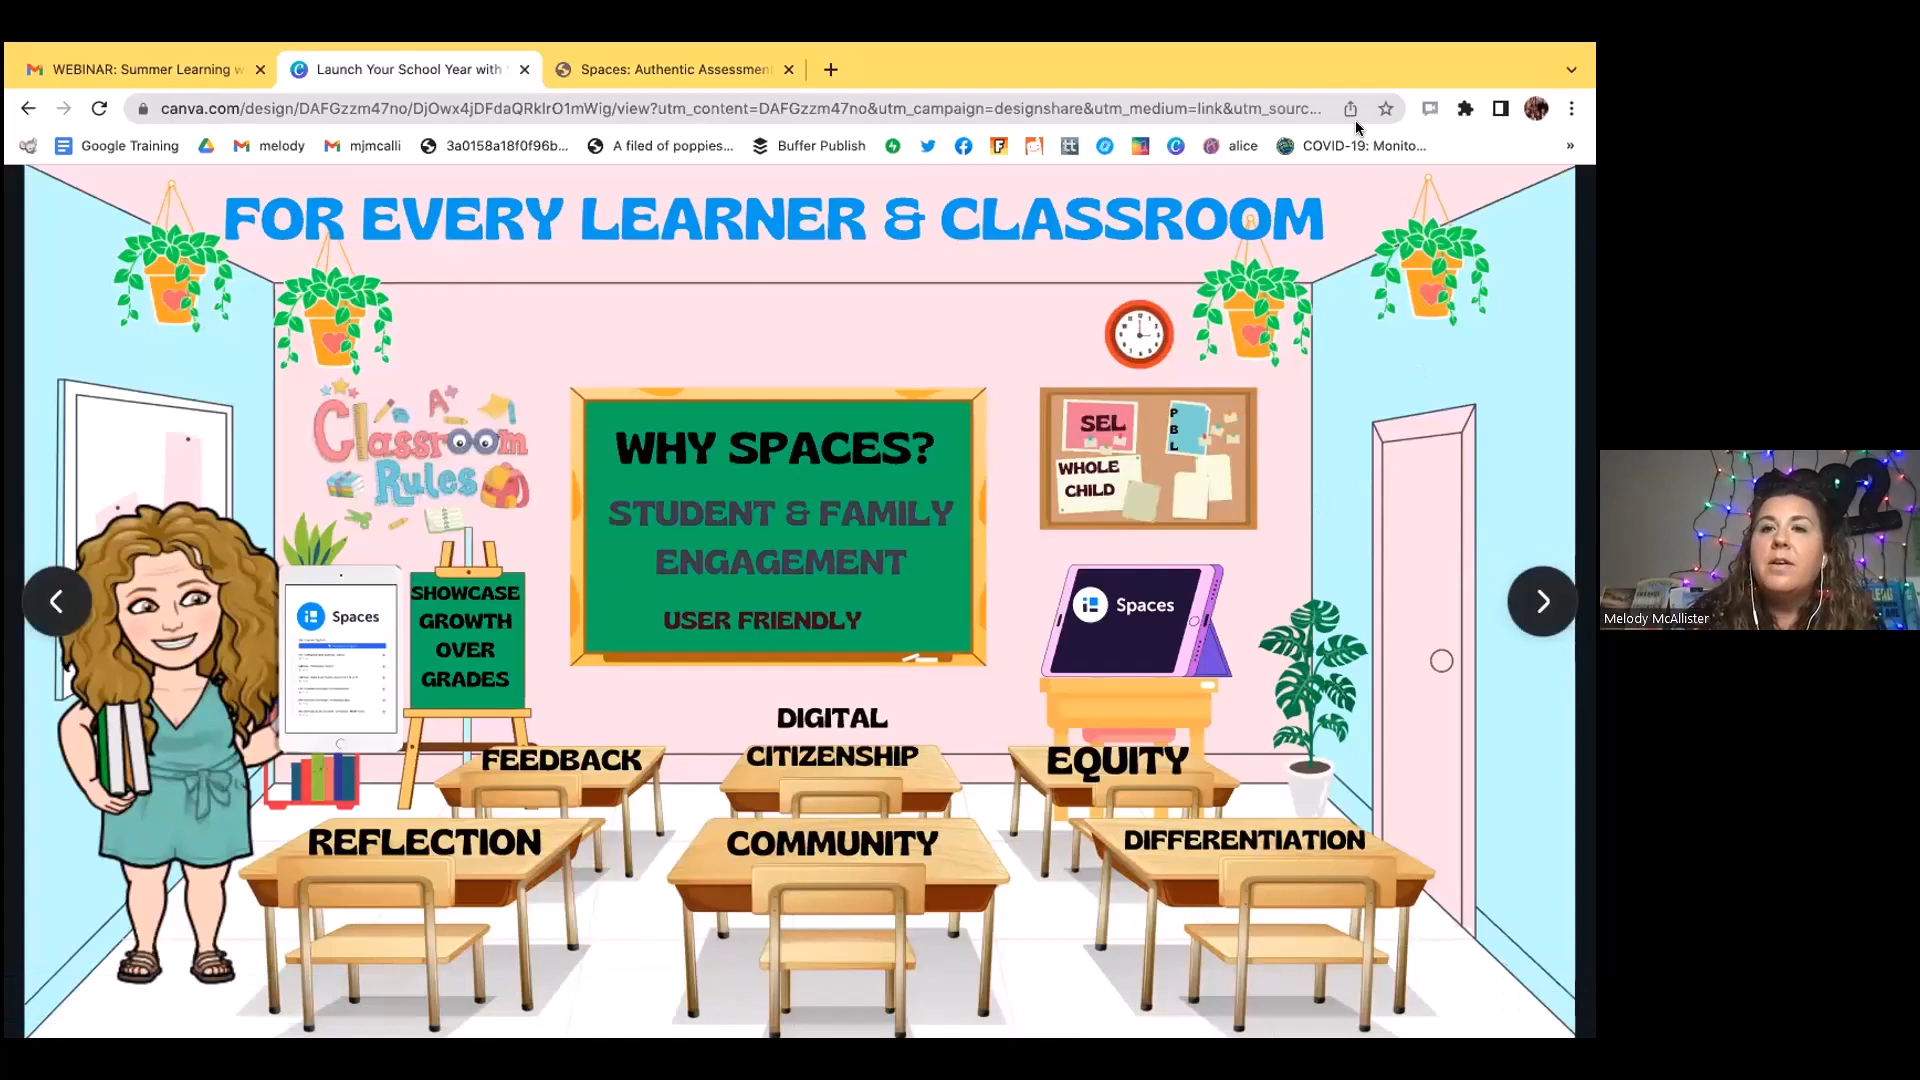 WEBINAR: Summer Learning w
Launch Your School Year with
Spaces: Authentic Assessmen
canva.com/design/DAFGzzm47no/DjOwx4jDFdaQRkIrO1mWig/view?utm_content=DAFGzzm47no&utm_campaign=designshare&utm_medium=link&utm_sourc...
Google Training
melody
mjmcalli
3a0158a18f0f96b...
A filed of poppies...
Buffer Publish
alice
COVID-19: Monito...
FOR EVERY LEARNER & CLASSROOM
Classroom
Rules
A+
WHY SPACES?
STUDENT & FAMILY
ENGAGEMENT
USER FRIENDLY
SEL
PBL
WHOLE
CHILD
Spaces
SHOWCASE
GROWTH
OVER
GRADES
Spaces
DIGITAL
CITIZENSHIP
FEEDBACK
EQUITY
REFLECTION
COMMUNITY
DIFFERENTIATION
Melody McAllister